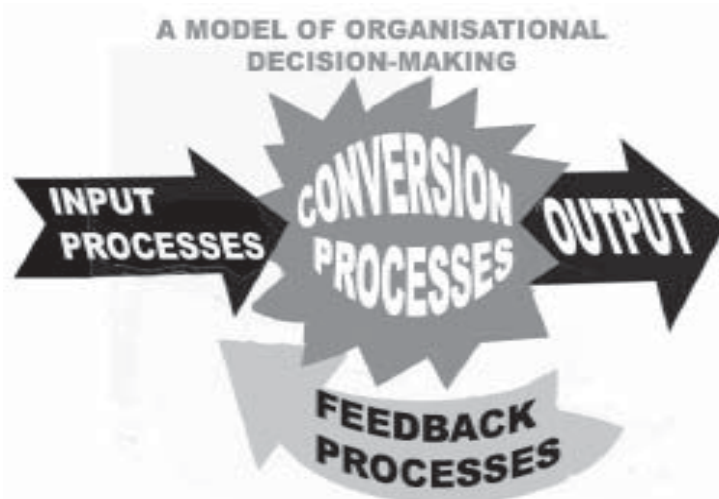 A MODEL OF ORGANISATIONAL
DECISION-MAKING
INPUT
PROCESSES
CONVERSION
PROCESSES
OUTPUT
FEEDBACK
PROCESSES